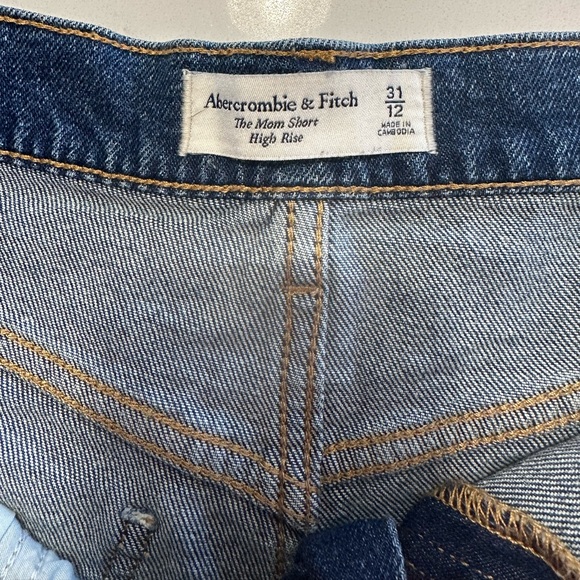 Abercrombie & Fitch
The Mom Short
High Rise
31
12
MADE IN
CAMBODIA